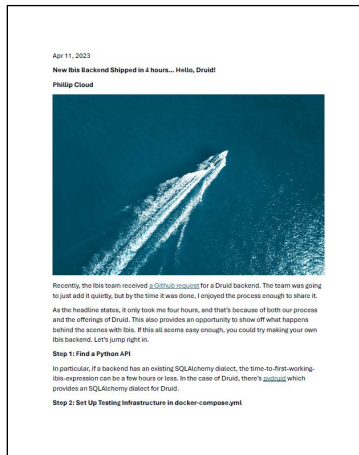 Apr 11, 2023
New Ibis Backend Shipped in 4 hours... Hello, Druid!
Phillip Cloud
Recently, the Ibis team received a Github request for a Druid backend. The team was going
to just add it quietly, but by the time it was done, I enjoyed the process enough to share it.
As the headline states, it only took me four hours, and that's because of both our process
and the offerings of Druid. This also provides an opportunity to show off what happens
behind the scenes with Ibis. If this all seems easy enough, you could try making your own
Ibis backend. Let's jump right in.
Step 1: Find a Python API
In particular, if a backend has an existing SQLAlchemy dialect, the time-to-first-working-
ibis-expression can be a few hours or less. In the case of Druid, there's pydruid which
provides an SQLAlchemy dialect for Druid.
Step 2: Set Up Testing Infrastructure in docker-compose.yml